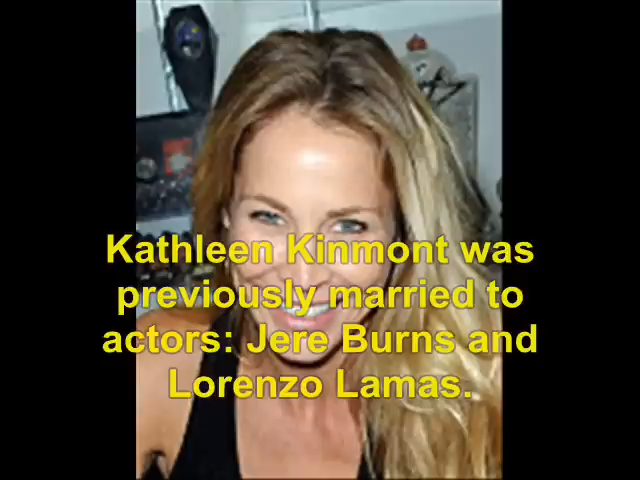 Kathleen Kinmont was
previously married to
actors: Jere Burns and
Lorenzo Lamas.